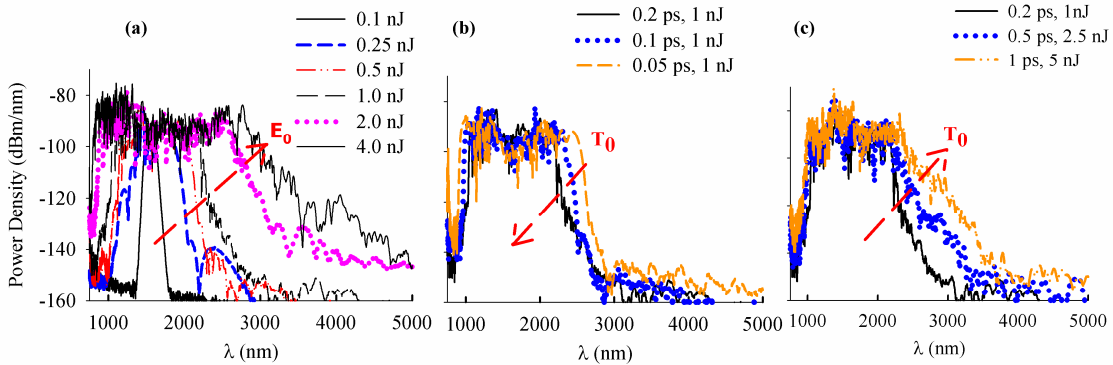 (a)
0.1 nJ
0.25 nJ
0.5 nJ
1.0 nJ
2.0 nJ
4.0 nJ
E0
Power Density (dBm/nm)
-80
-100
-120
-140
-160
1000
2000
3000
4000
5000
λ (nm)
(b)
0.2 ps, 1 nJ
0.1 ps, 1 nJ
0.05 ps, 1 nJ
T0
1000
2000
3000
4000
5000
λ (nm)
(c)
0.2 ps, 1nJ
0.5 ps, 2.5 nJ
1 ps, 5 nJ
T0
1000
2000
3000
4000
5000
λ (nm)